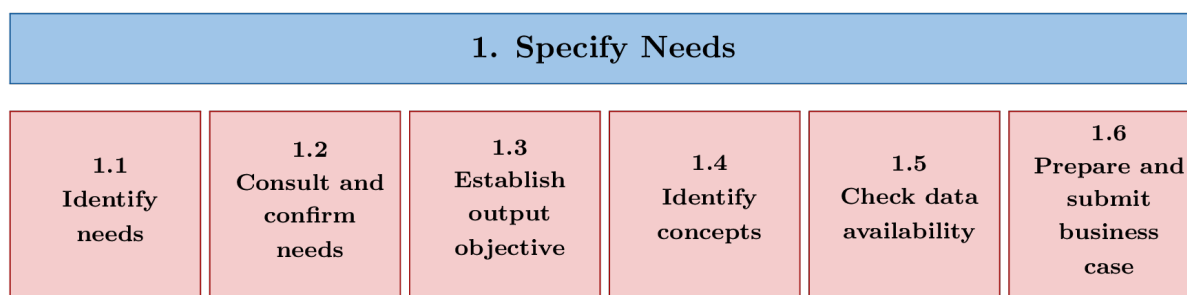 1. Specify Needs
1.1
Identify
needs
1.2
Consult and
confirm
needs
1.3
Establish
output
objective
1.4
Identify
concepts
1.5
Check data
availability
1.6
Prepare and
submit
business
case